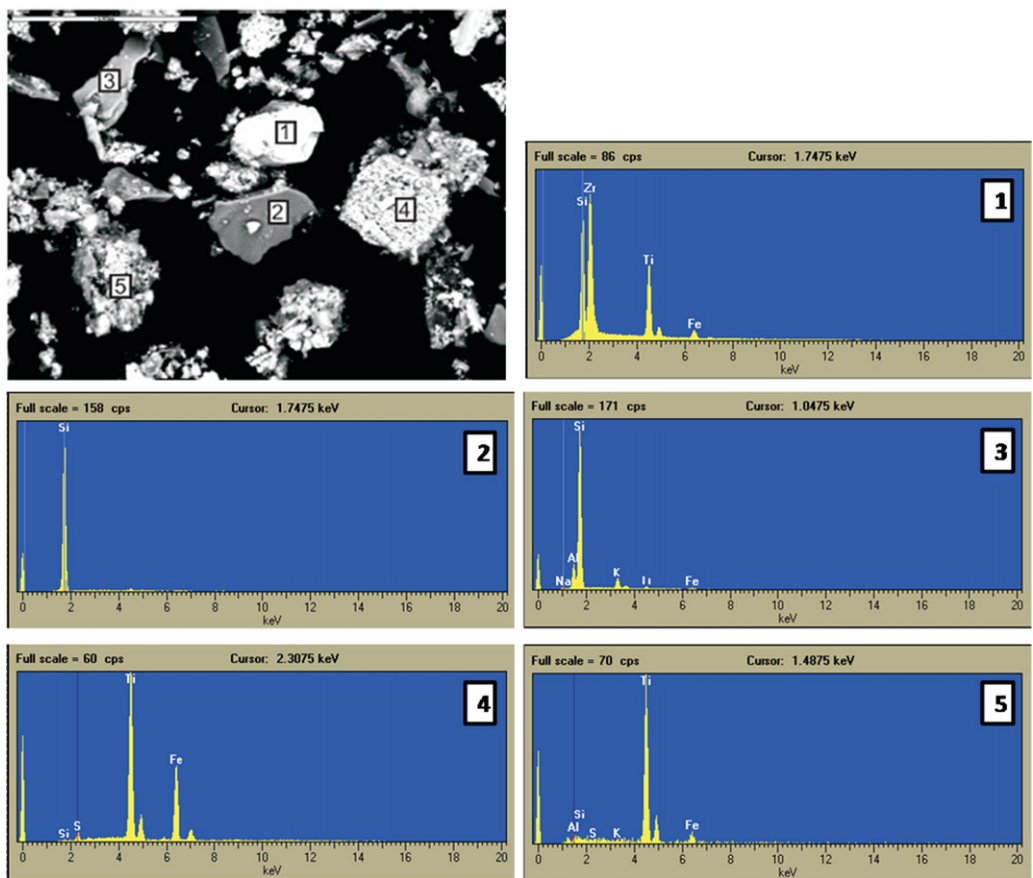 3
1
2
4
5
Full scale = 86 cps Cursor: 1.7475 keV
1
Zr
Si
Ti
Fe
0 2 4 6 8 10 12 14 16 18 20
keV
Full scale = 158 cps Cursor: 1.7475 keV
2
Si
0 2 4 6 8 10 12 14 16 18 20
keV
Full scale = 171 cps Cursor: 1.0475 keV
3
Si
Al
K
Na Fe
0 2 4 6 8 10 12 14 16 18 20
keV
Full scale = 60 cps Cursor: 2.3075 keV
4
Ti
Fe
S
Si
0 2 4 6 8 10 12 14 16 18 20
keV
Full scale = 70 cps Cursor: 1.4875 keV
5
Ti
Si
Fe
Al S K
0 2 4 6 8 10 12 14 16 18 20
keV